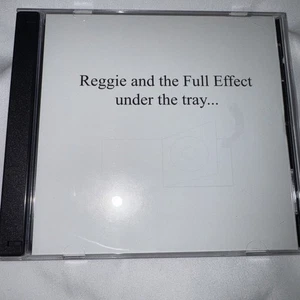 Reggie and the Full Effect
under the tray...